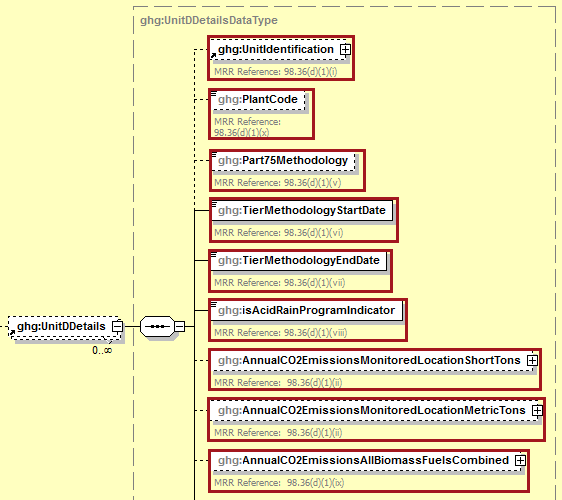 ghg:UnitDDetailsDataType
ghg:UnitIdentification
MRR Reference: 98.36(d)(1)(i)
ghg:PlantCode
MRR Reference:
98.36(d)(1)(x)
ghg:Part75Methodology
MRR Reference: 98.36(d)(1)(v)
ghg:TierMethodologyStartDate
MRR Reference: 98.36(d)(1)(vi)
ghg:TierMethodologyEndDate
MRR Reference: 98.36(d)(1)(vii)
ghg:isAcidRainProgramIndicator
MRR Reference: 98.36(d)(1)(viii)
ghg:UnitDDetails
0..∞
ghg:AnnualCO2EmissionsMonitoredLocationShortTons
MRR Reference: 98.36(d)(1)(ii)
ghg:AnnualCO2EmissionsMonitoredLocationMetricTons
MRR Reference: 98.36(d)(1)(ii)
ghg:AnnualCO2EmissionsAllBiomassFuelsCombined
MRR Reference: 98.36(d)(1)(ix)